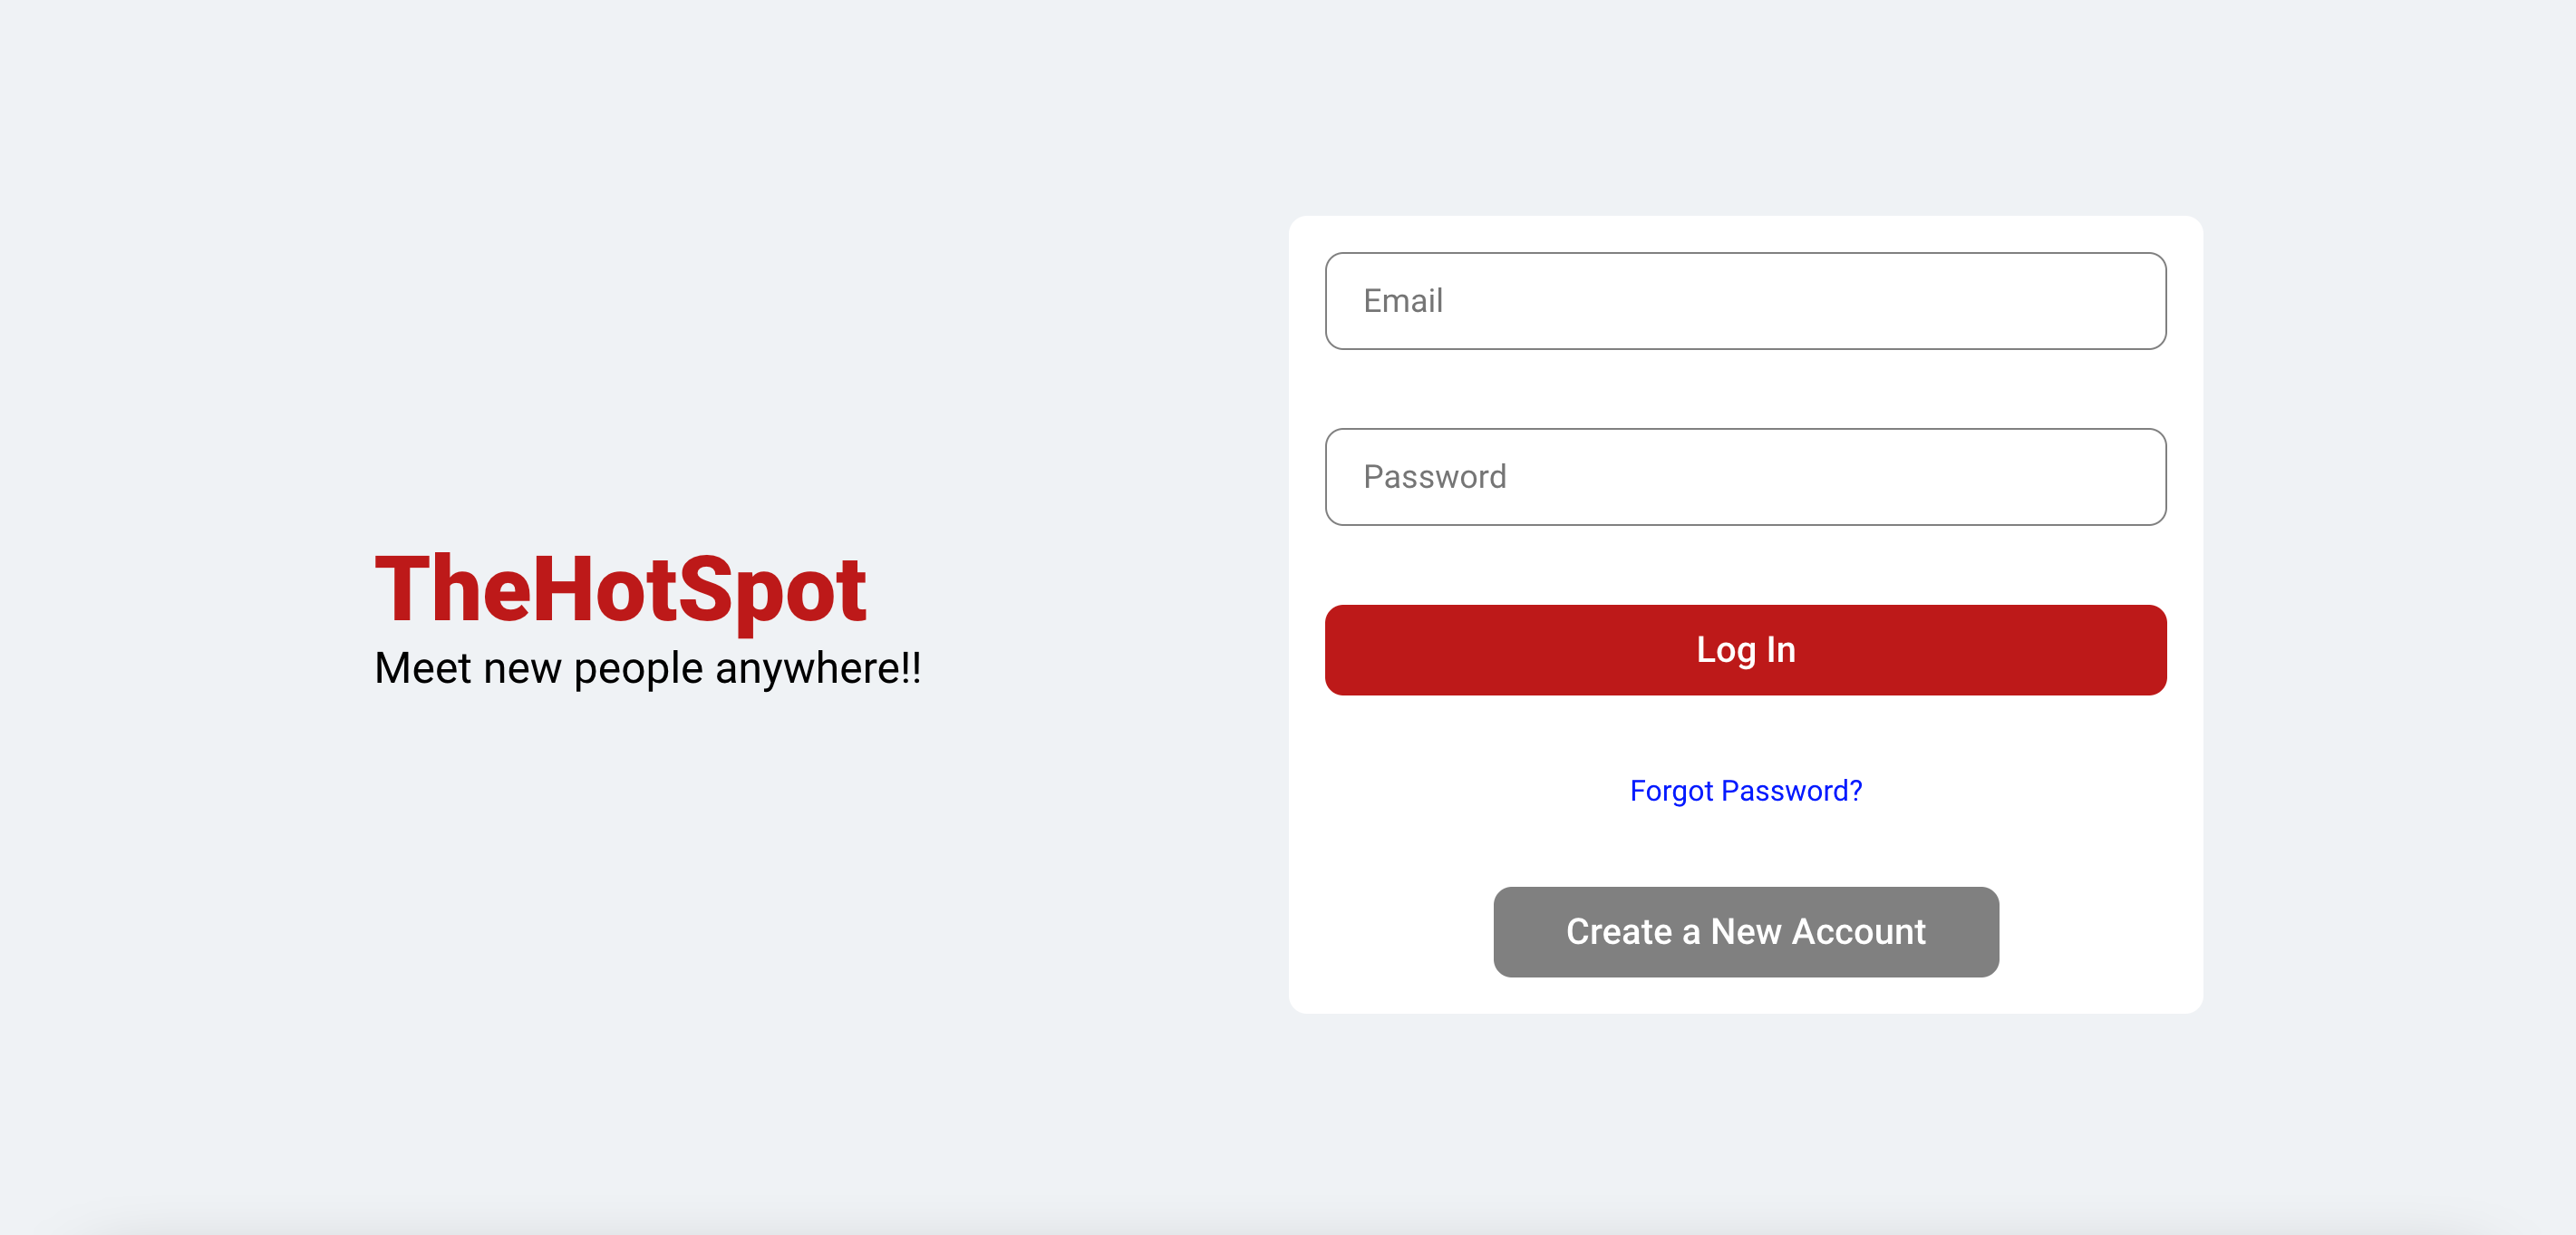 TheHotSpot
Meet new people anywhere!!
Email
Password
Log In
Forgot Password?
Create a New Account